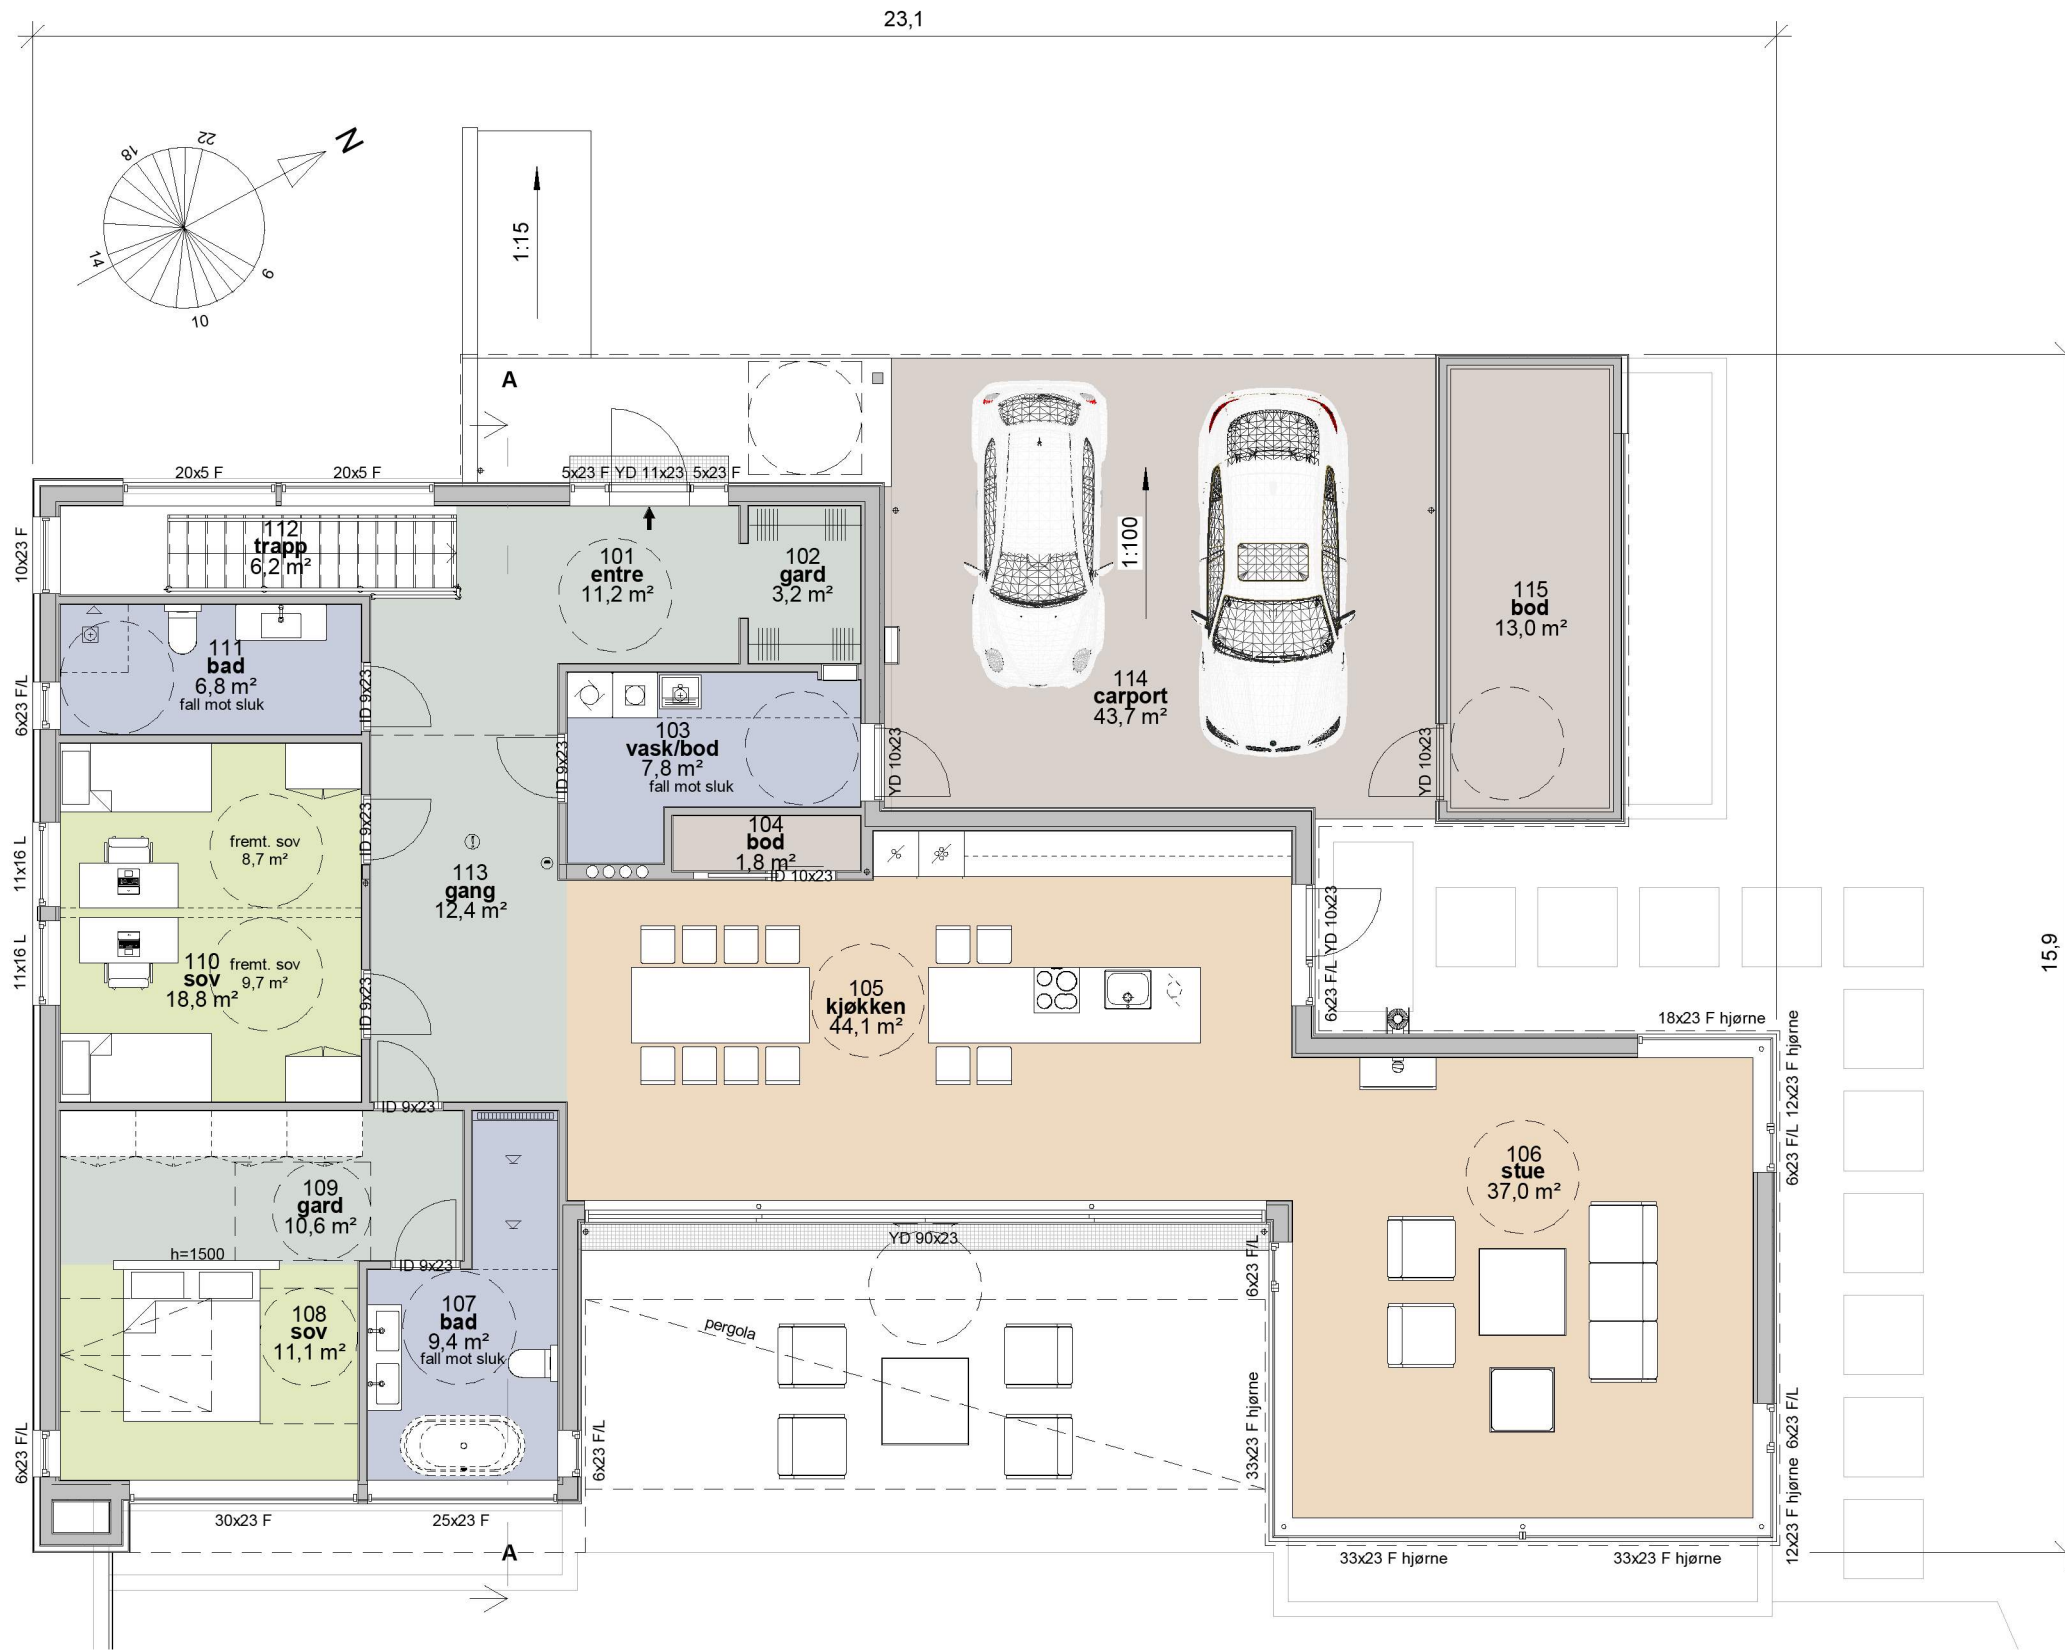 23,1
N
22
18
14
10
6
1:15
A
20x5 F
20x5 F
5x23 F
YD 11x23
5x23 F
10x23 F
112
trapp
6,2 m²
101
entre
11,2 m²
102
gard
3,2 m²
1:100
115
bod
13,0 m²
111
bad
6,8 m²
fall mot sluk
ID 9x23
6x23 F/L
103
vask/bod
7,8 m²
fall mot sluk
ID 9x23
YD 10x23
114
carport
43,7 m²
YD 10x23
104
bod
1,8 m²
ID 10x23
11x16 L
11x16 L
fremt. sov
8,7 m²
ID 9x23
113
gang
12,4 m²
110
sov
18,8 m²
fremt. sov
9,7 m²
ID 9x23
105
kjøkken
44,1 m²
6x23 F/L YD 10x23
15,9
18x23 F hjørne
6x23 F/L 12x23 F hjørne
ID 9x23
106
stue
37,0 m²
109
gard
10,6 m²
h=1500
ID 9x23
YD 90x23
6x23 F/L
108
sov
11,1 m²
107
bad
9,4 m²
fall mot sluk
pergola
33x23 F hjørne
6x23 F/L
6x23 F/L
12x23 F hjørne 6x23 F/L
30x23 F
25x23 F
A
33x23 F hjørne
33x23 F hjørne